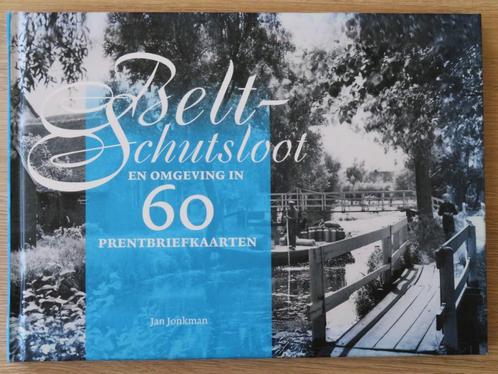 Belt-
Schutsloot
EN OMGEVING IN
60
PRENTBRIEFKAARTEN
Jan Jonkman